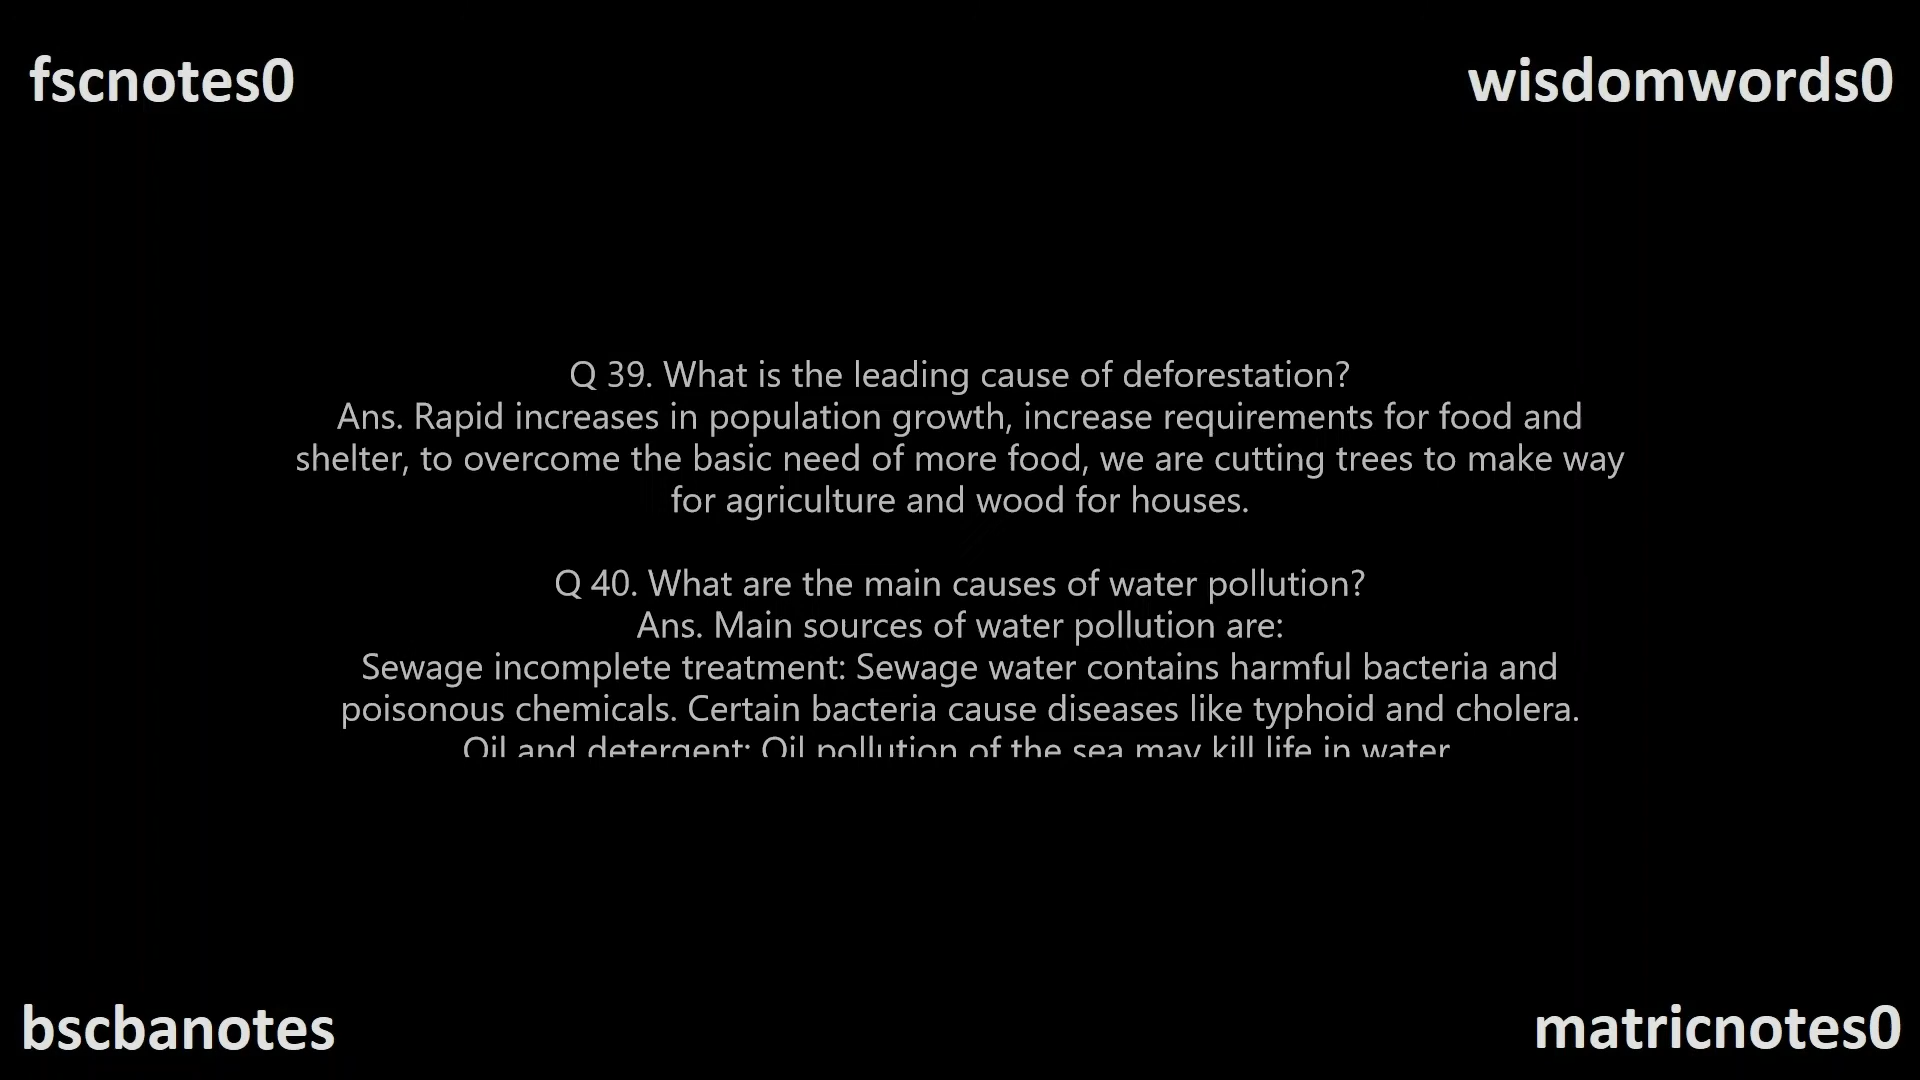 fscnotes0
wisdomwords0
Q 39. What is the leading cause of deforestation?
Ans. Rapid increases in population growth, increase requirements for food and
shelter, to overcome the basic need of more food, we are cutting trees to make way
for agriculture and wood for houses.
Q 40. What are the main causes of water pollution?
Ans. Main sources of water pollution are:
Sewage incomplete treatment: Sewage water contains harmful bacteria and
poisonous chemicals. Certain bacteria cause diseases like typhoid and cholera.
Oil and detergent: Oil pollution of the sea may kill life in water
bscbanotes
matricnotes0